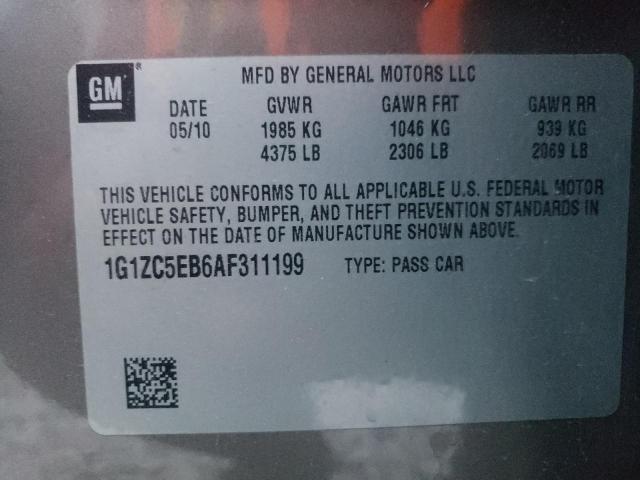 GM®
MFD BY GENERAL MOTORS LLC
DATE GVWR GAWR FRT GAWR RR
05/10 1985 KG 1046 KG 939 KG
4375 LB 2306 LB 2069 LB
THIS VEHICLE CONFORMS TO ALL APPLICABLE U.S. FEDERAL MOTOR
VEHICLE SAFETY, BUMPER, AND THEFT PREVENTION STANDARDS IN
EFFECT ON THE DATE OF MANUFACTURE SHOWN ABOVE.
1G1ZC5EB6AF311199 TYPE: PASS CAR